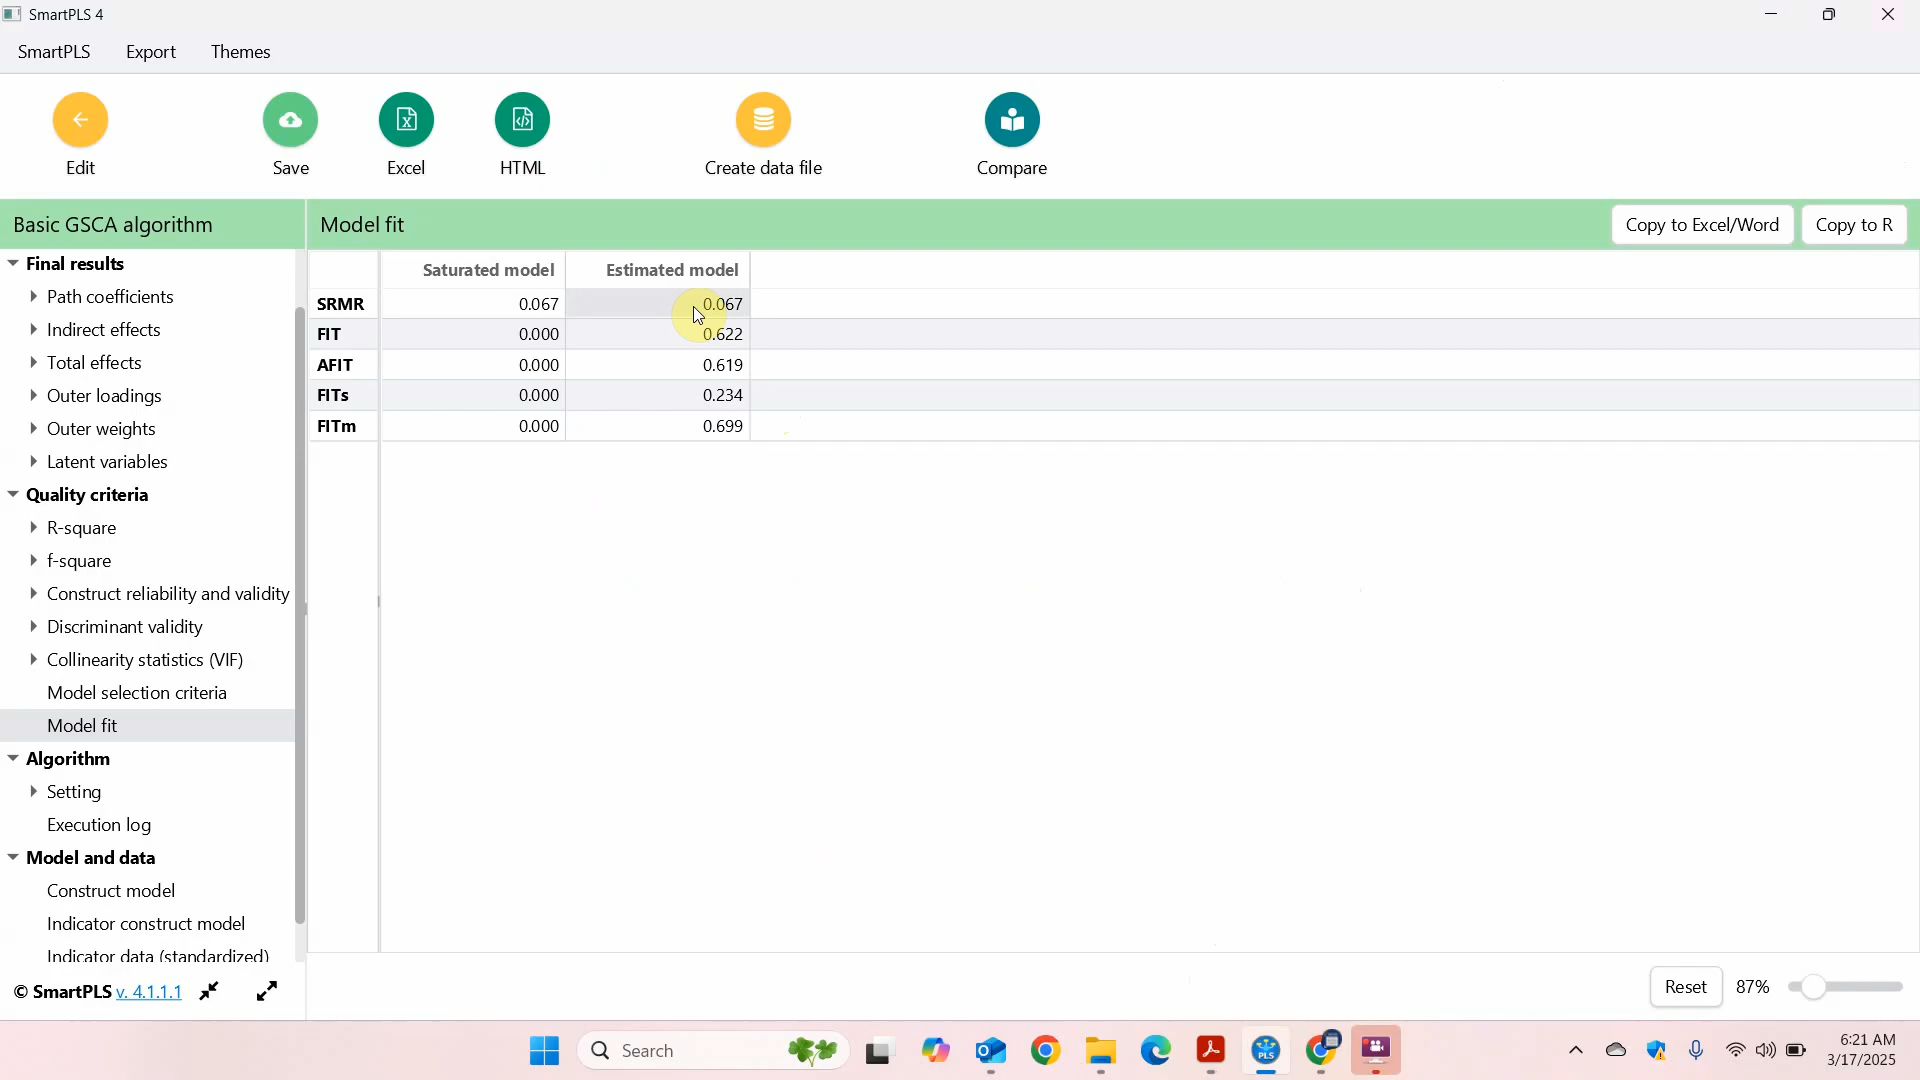 SmartPLS 4
SmartPLS Export Themes
Edit Save Excel HTML Create data file Compare
Basic GSCA algorithm
Model fit
Copy to Excel/Word Copy to R
Final results
Path coefficients
Indirect effects
Total effects
Outer loadings
Outer weights
Latent variables
Quality criteria
R-square
f-square
Construct reliability and validity
Discriminant validity
Collinearity statistics (VIF)
Model selection criteria
Model fit
Algorithm
Setting
Execution log
Model and data
Construct model
Indicator construct model
Indicator data (standardized)
© SmartPLS v. 4.1.1.1
Saturated model Estimated model
SRMR 0.067 0.067
FIT 0.000 0.622
AFIT 0.000 0.619
FITs 0.000 0.234
FITm 0.000 0.699
Reset 87%
Search
PLS
6:21 AM
3/17/2025